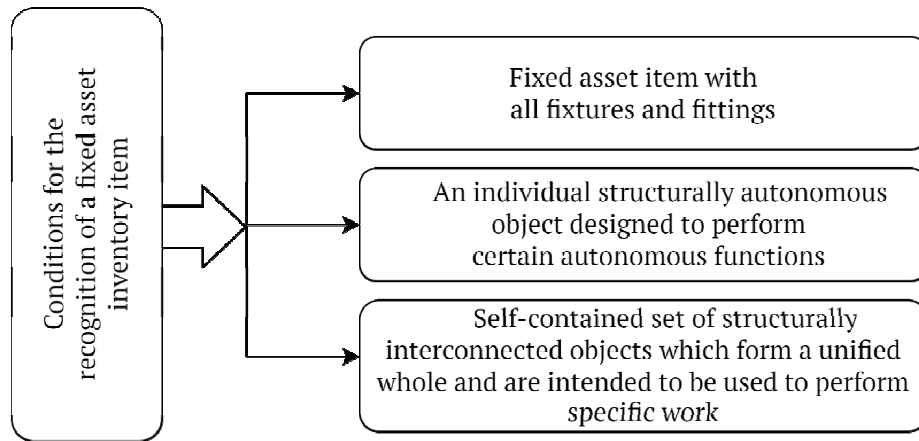 Conditions for the
recognition of a fixed asset
inventory item
Fixed asset item with
all fixtures and fittings
An individual structurally autonomous
object designed to perform
certain autonomous functions
Self-contained set of structurally
interconnected objects which form a unified
whole and are intended to be used to perform
specific work